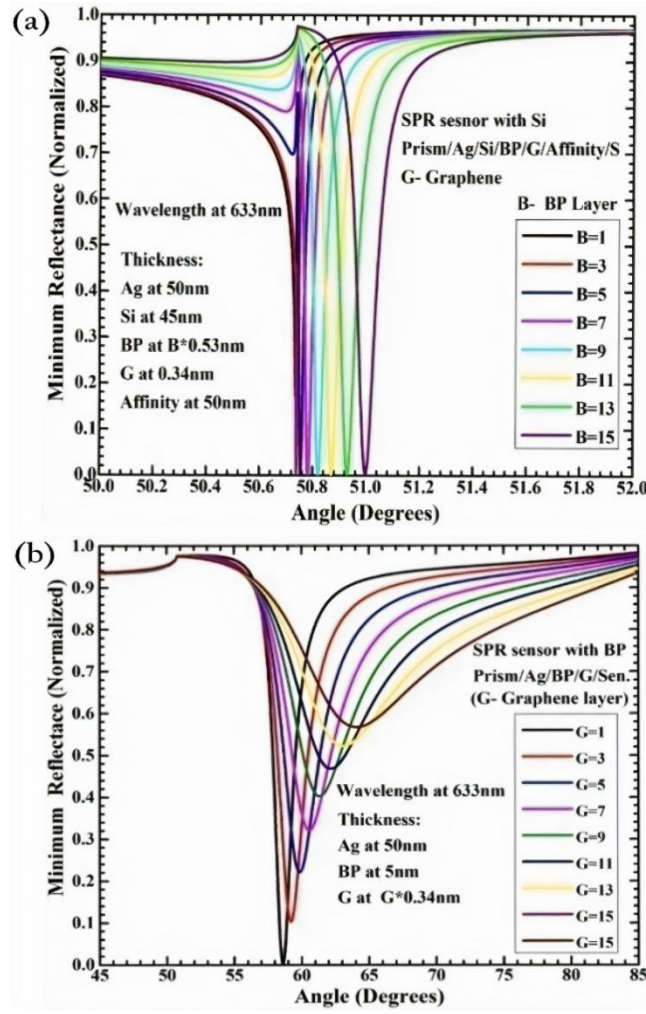 (a)
1.0
0.9
0.8
0.7
0.6
0.5
0.4
0.3
0.2
0.1
0.0
Minimum Reflectance (Normalized)
SPR sesnor with Si
Prism/Ag/Si/BP/G/Affinity/S
G- Graphene
Wavelength at 633nm
Thickness:
Ag at 50nm
Si at 45nm
BP at B*0.53nm
G at 0.34nm
Affinity at 50nm
B- BP Layer
B=1
B=3
B=5
B=7
B=9
B=11
B=13
B=15
50.0 50.2 50.4 50.6 50.8 51.0 51.2 51.4 51.6 51.8 52.0
Angle (Degrees)
(b)
1.0
0.9
0.8
0.7
0.6
0.5
0.4
0.3
0.2
0.1
0.0
Minimum Reflectace (Normalized)
SPR sensor with BP
Prism/Ag/BP/G/Sen.
(G- Graphene layer)
Wavelength at 633nm
Thickness:
Ag at 50nm
BP at 5nm
G at G*0.34nm
G=1
G=3
G=5
G=7
G=9
G=11
G=13
G=15
G=15
45 50 55 60 65 70 75 80 85
Angle (Degrees)